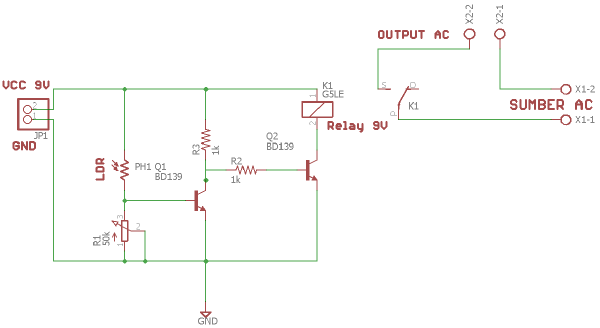 X2-2
X2-1
OUTPUT AC
S
O
P
K1
X1-2
SUMBER AC
X1-1
VCC 9V
2
1
JP1
GND
K1
G5LE
1
2
Relay 9V
LDR
PH1
Q1
BD139
R3
1k
R2
1k
Q2
BD139
R1
50k
3
2
1
GND